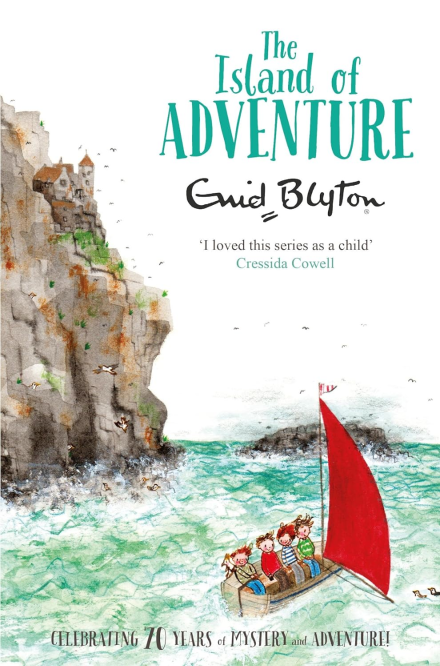 The
Island of
ADVENTURE
Enid Blyton®
‘I loved this series as a child’
Cressida Cowell
CELEBRATING 70 YEARS of MYSTERY and ADVENTURE!